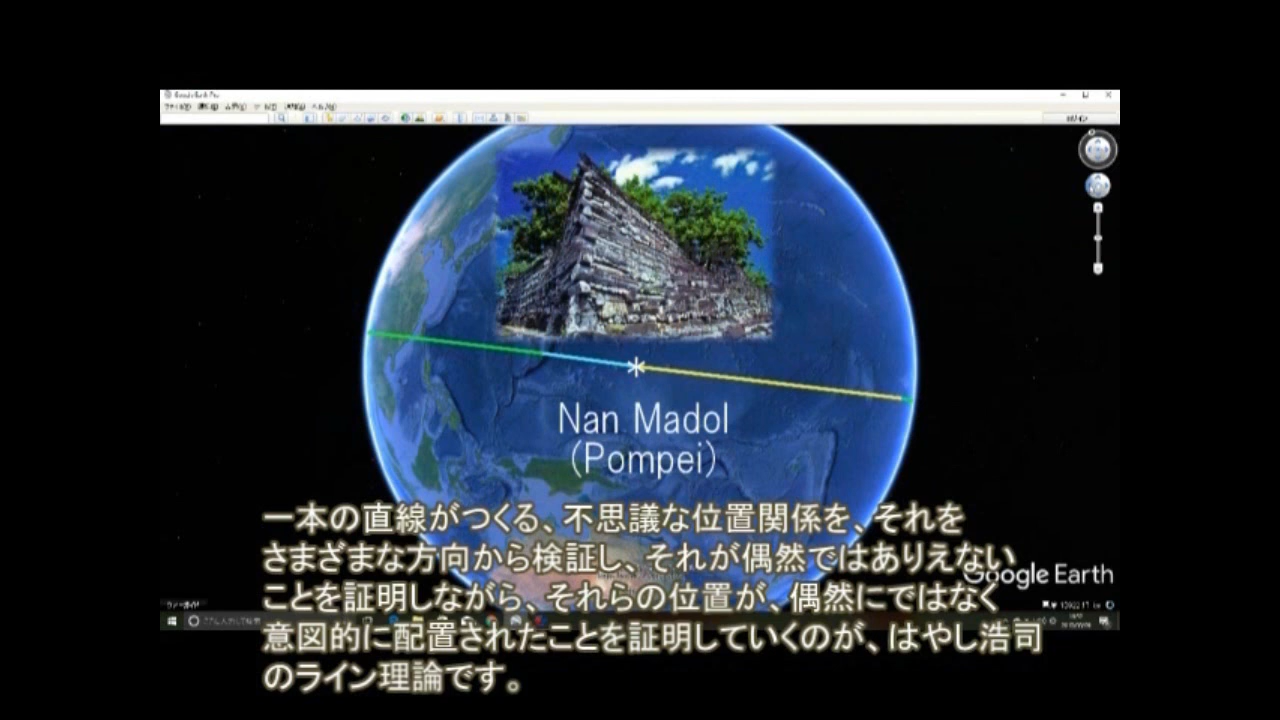 Google Earth Pro
Nan Madol
(Pompei)
一本の直線がつくる、不思議な位置関係を、それを
さまざまな方向から検証し、それが偶然ではありえない
Google Earth
ことを証明しながら、それらの位置が、偶然にではなく
意図的に配置されたことを証明していくのが、はやし浩司
のライン理論です。